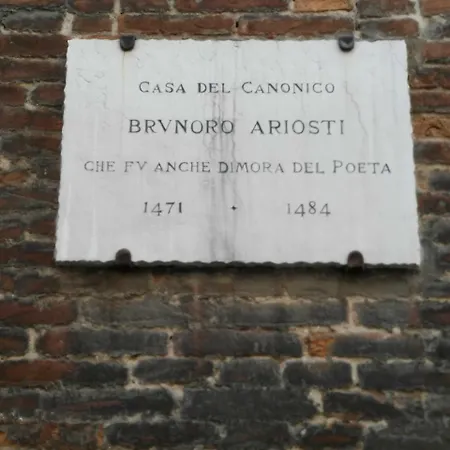 CASA DEL CANONICO
BRVNORO ARIOSTI
CHE FV ANCHE DIMORA DEL POETA
1471 • 1484